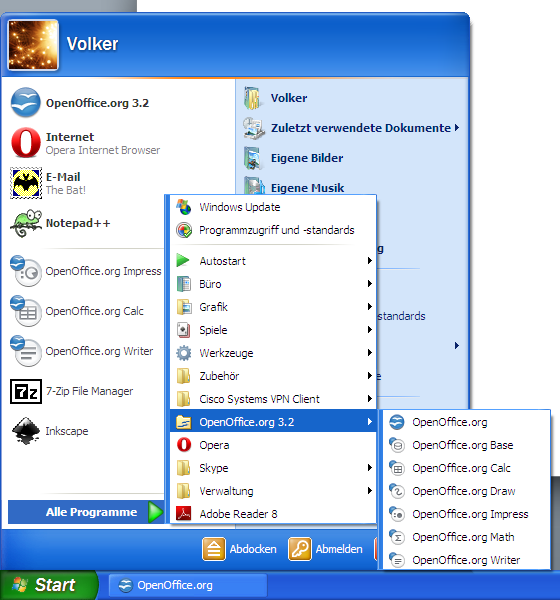 Volker
OpenOffice.org 3.2
Internet
Opera Internet Browser
E-Mail
The Bat!
Notepad++
OpenOffice.org Impress
OpenOffice.org Calc
OpenOffice.org Writer
7-Zip File Manager
Inkscape
Alle Programme
Volker
Zuletzt verwendete Dokumente
Eigene Bilder
Eigene Musik
g
standards
e
Windows Update
Programmzugriff und -standards
Autostart
Büro
Grafik
Spiele
Werkzeuge
Zubehör
Cisco Systems VPN Client
OpenOffice.org 3.2
Opera
Skype
Verwaltung
Adobe Reader 8
OpenOffice.org
OpenOffice.org Base
OpenOffice.org Calc
OpenOffice.org Draw
OpenOffice.org Impress
OpenOffice.org Math
OpenOffice.org Writer
Abdocken
Abmelden
Start
OpenOffice.org